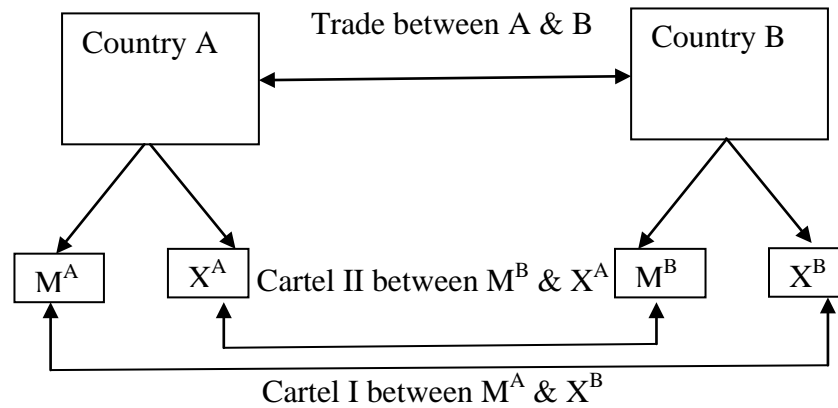 Trade between A & B
Country A
Country B
M^A
X^A
Cartel II between M^B & X^A
M^B
X^B
Cartel I between M^A & X^B